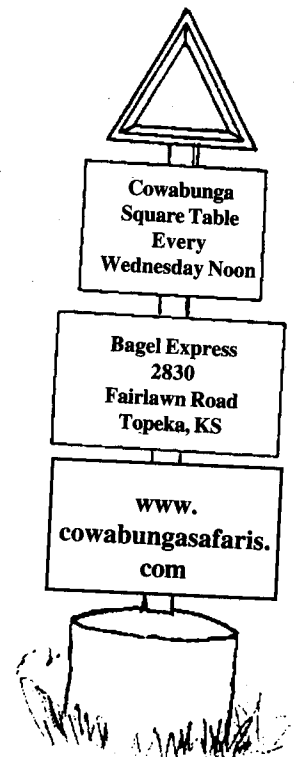 Cowabunga
Square Table
Every
Wednesday Noon
Bagel Express
2830
Fairlawn Road
Topeka, KS
www.
cowabungasafaris.
com